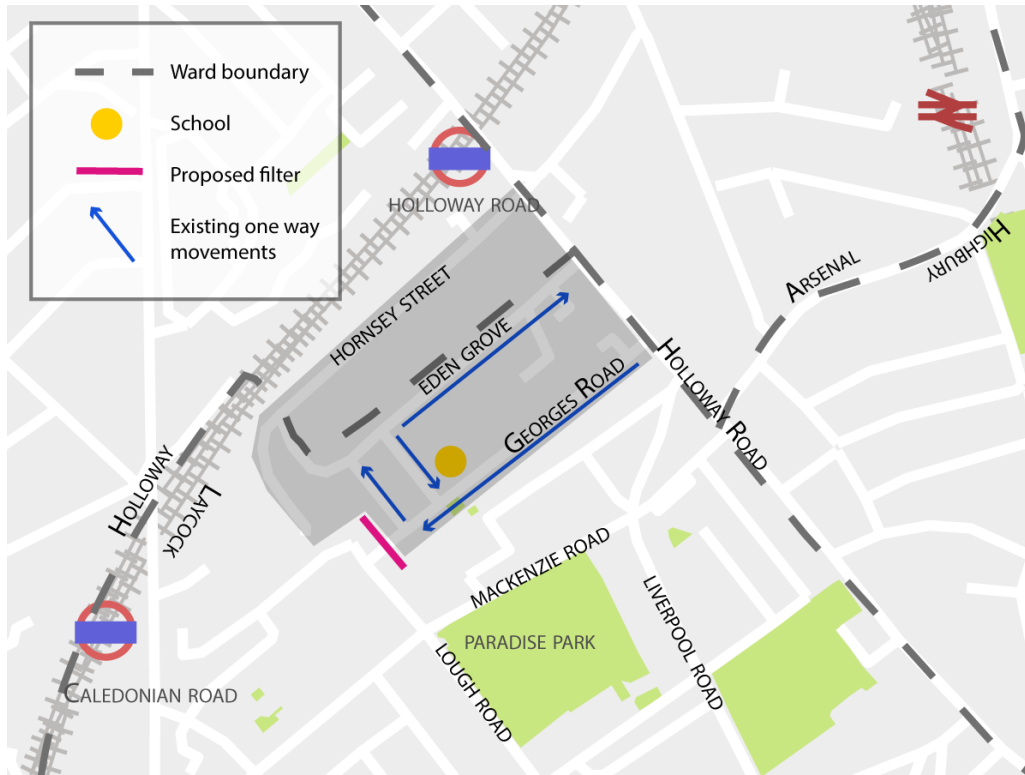 Ward boundary
School
Proposed filter
Existing one way
movements
HOLLOWAY ROAD
HIGHBURY
ARSENAL
HORNSEY STREET
EDEN GROVE
GEORGES ROAD
HOLLOWAY ROAD
HOLLOWAY
LAYCOCK
MACKENZIE ROAD
LIVERPOOL ROAD
PARADISE PARK
LOUGH ROAD
CALEDONIAN ROAD